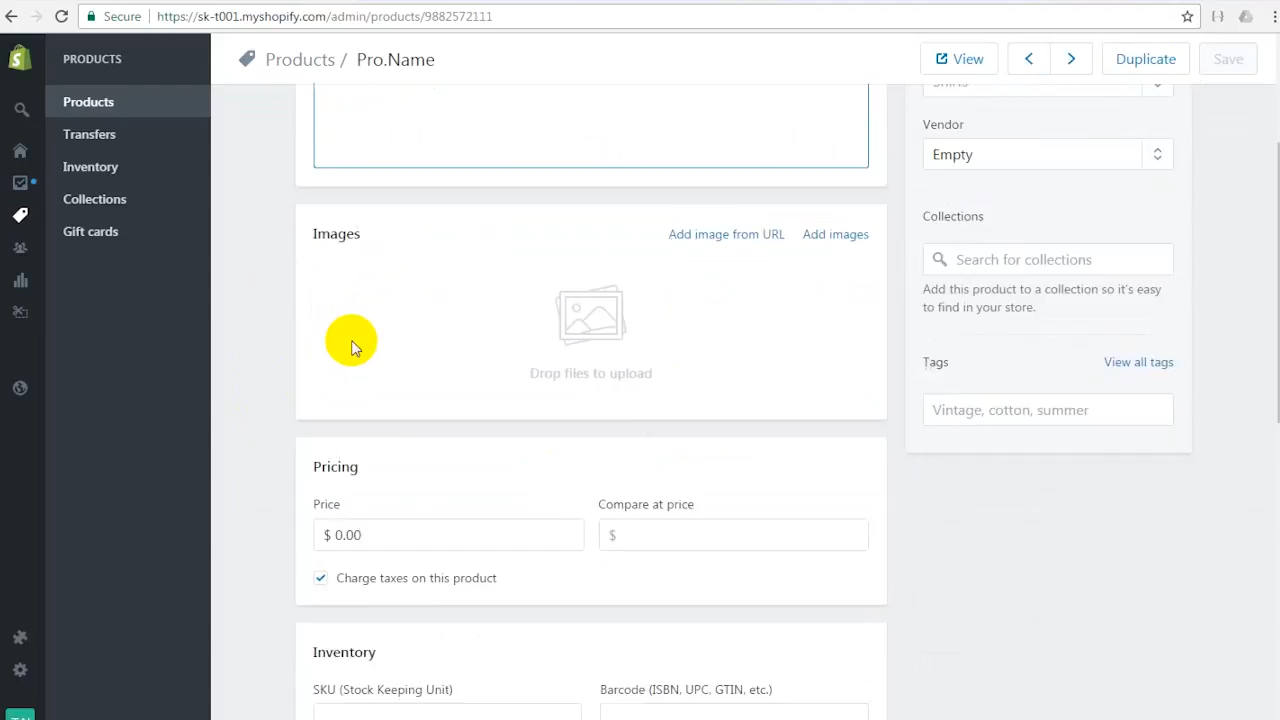 Secure
https://sk-t001.myshopify.com/admin/products/9882572111
PRODUCTS
Products / Pro.Name
View
Duplicate
Save
Products
Transfers
Inventory
Collections
Gift cards
Shirts
Vendor
Empty
Collections
Search for collections
Add this product to a collection so it's easy
to find in your store.
Tags
View all tags
Vintage, cotton, summer
Images
Add image from URL
Add images
Drop files to upload
Pricing
Price
Compare at price
$ 0.00
$
Charge taxes on this product
Inventory
SKU (Stock Keeping Unit)
Barcode (ISBN, UPC, GTIN, etc.)